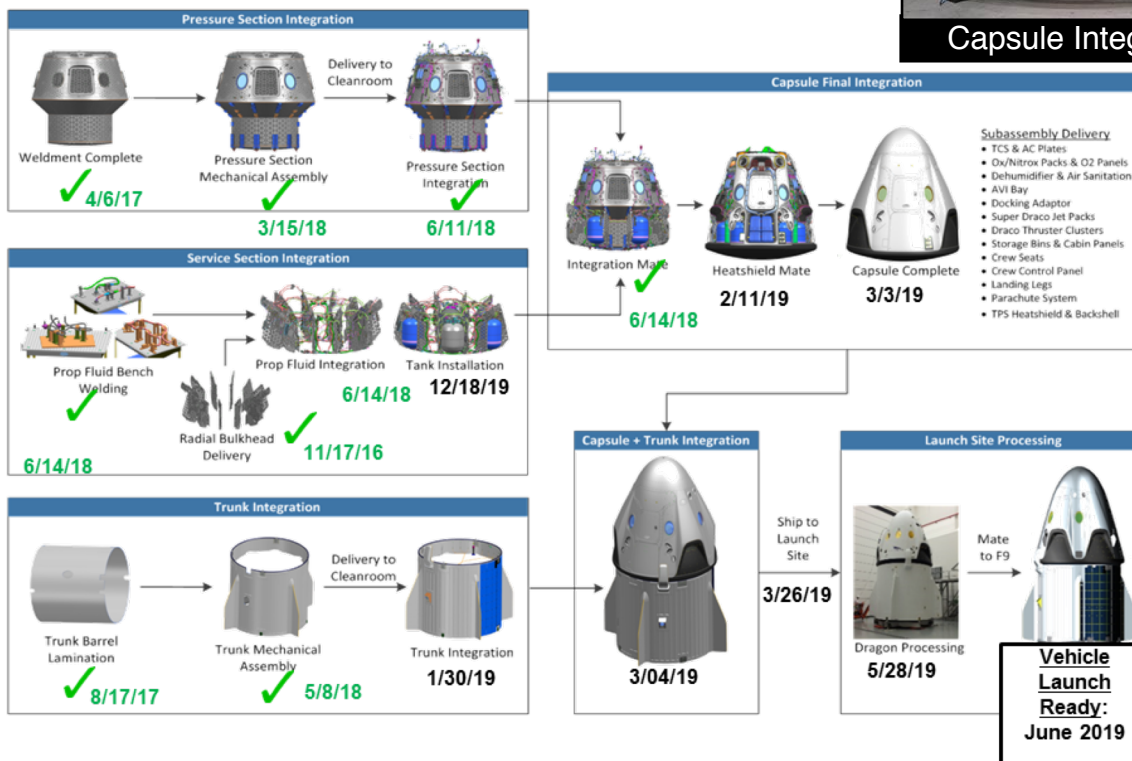 Capsule Integ
Pressure Section Integration
Weldment Complete
4/6/17
Pressure Section
Mechanical Assembly
3/15/18
Delivery to
Cleanroom
Pressure Section
Integration
6/11/18
Service Section Integration
Prop Fluid Bench
Welding
6/14/18
Radial Bulkhead
Delivery
11/17/16
Prop Fluid Integration
6/14/18
Tank Installation
12/18/19
Trunk Integration
Trunk Barrel
Lamination
8/17/17
Trunk Mechanical
Assembly
5/8/18
Delivery to
Cleanroom
Trunk Integration
1/30/19
Capsule Final Integration
Integration Mate
6/14/18
Heatshield Mate
2/11/19
Capsule Complete
3/3/19
Subassembly Delivery
• TCS & AC Plates
• Ox/Nitrox Packs & O2 Panels
• Dehumidifier & Air Sanitation
• AVI Bay
• Docking Adaptor
• Super Draco Jet Packs
• Draco Thruster Clusters
• Storage Bins & Cabin Panels
• Crew Seats
• Crew Control Panel
• Landing Legs
• Parachute System
• TPS Heatshield & Backshell
Capsule + Trunk Integration
3/04/19
Ship to
Launch
Site
3/26/19
Launch Site Processing
Dragon Processing
5/28/19
Mate
to F9
Vehicle
Launch
Ready:
June 2019